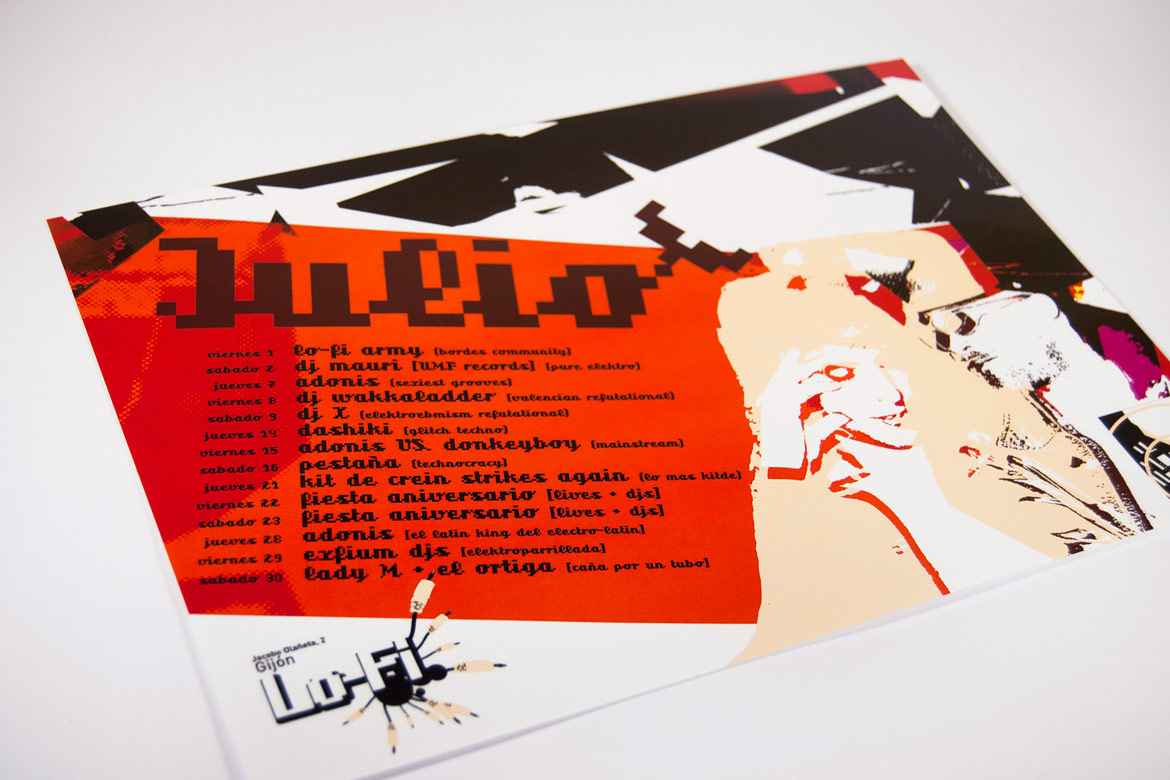 Julio
viernes 1 lo-fi army (bordes community)
sabado 2 dj mauri [U.M.F records] (pure elektro)
jueves 7 adonis (sexiest grooves)
viernes 8 dj wakkaladder (valencian refutational)
sabado 9 dj X (elektroebmism refutational)
jueves 14 dashiki (glitch techno)
viernes 15 adonis VS. donkeyboy (mainstream)
sabado 16 pestaña (technocracy)
jueves 21 kit de crein strikes again (lo mas kitde)
viernes 22 fiesta aniversario [lives + djs]
sabado 23 fiesta aniversario [lives + djs]
jueves 28 adonis [el latin king del electro-latin]
viernes 29 exfium djs [elektroparrillada]
sabado 30 lady M + el ortiga [caña por un tubo]
Jacobo Olañeta, 2
Gijón
Lo-Fi.